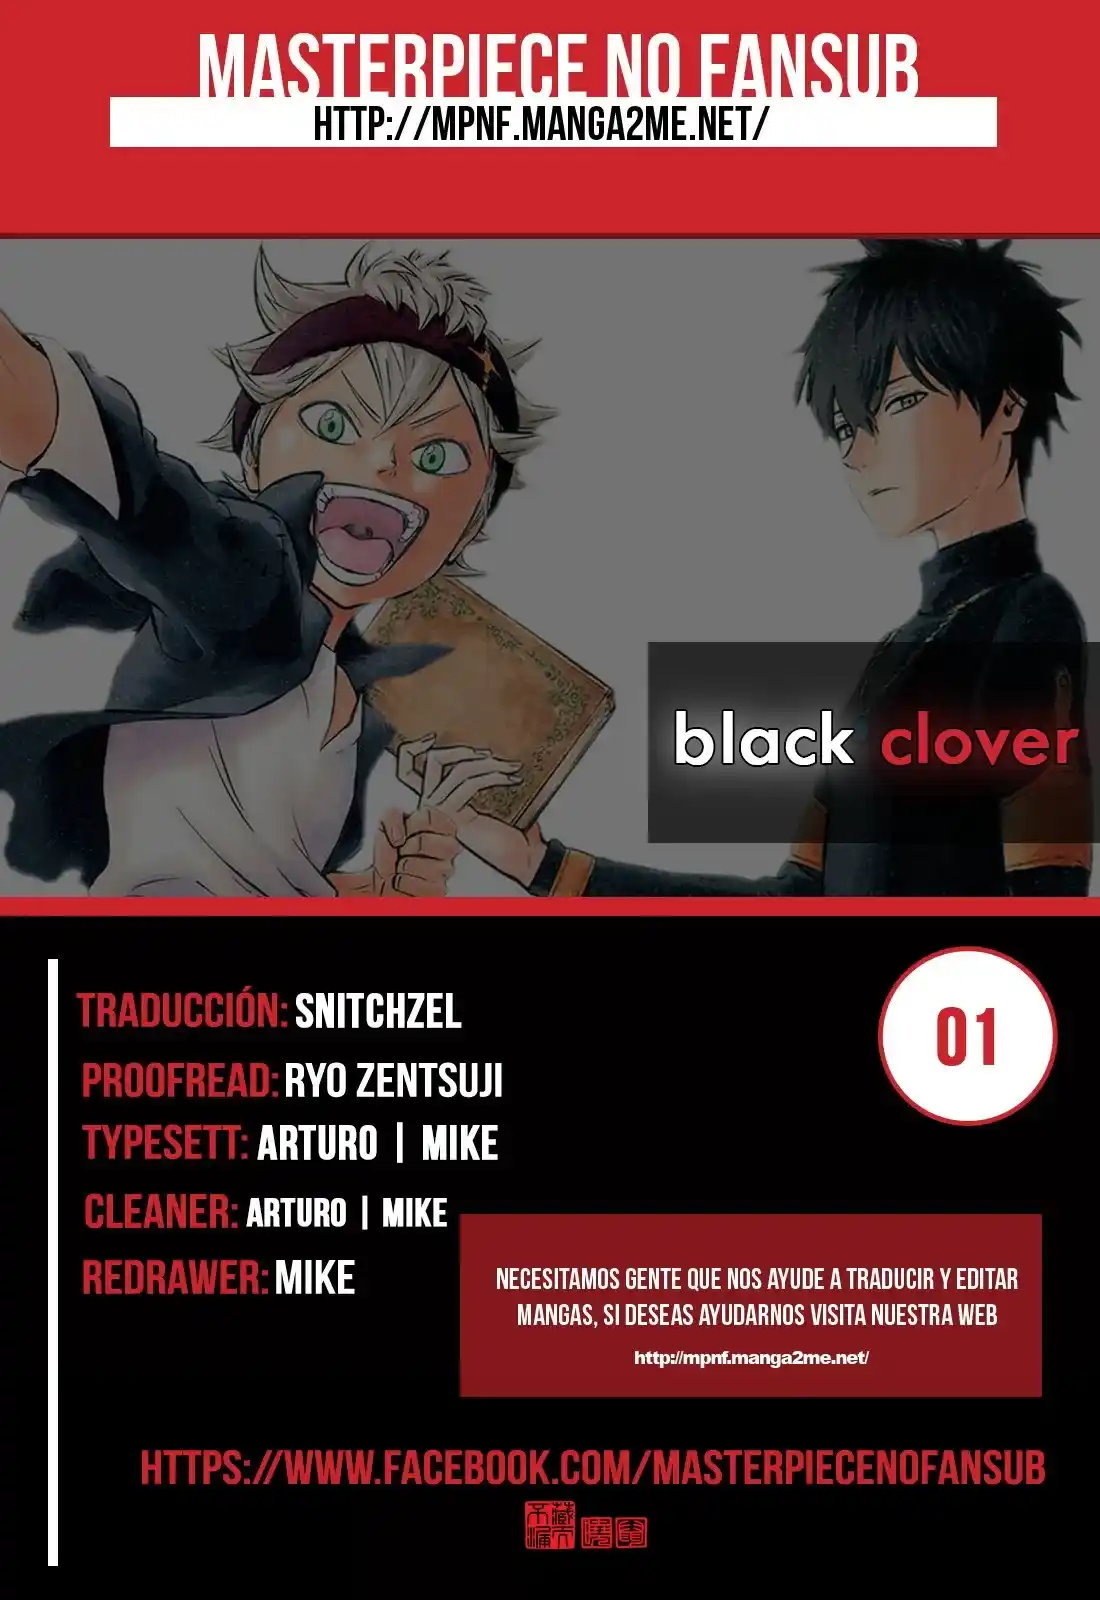 MASTERPIECE NO FANSUB
HTTP://MPNF.MANGA2ME.NET/
black clover
01
TRADUCCIÓN: SNITCHZEL
PROOFREAD: RYO ZENTSUJI
TYPESETT: ARTURO | MIKE
CLEANER: ARTURO | MIKE
REDRAWER: MIKE
NECESITAMOS GENTE QUE NOS AYUDE A TRADUCIR Y EDITAR
MANGAS, SI DESEAS AYUDARNOS VISITA NUESTRA WEB
http://mpnf.manga2me.net/
HTTPS://WWW.FACEBOOK.COM/MASTERPIECENOFANSUB